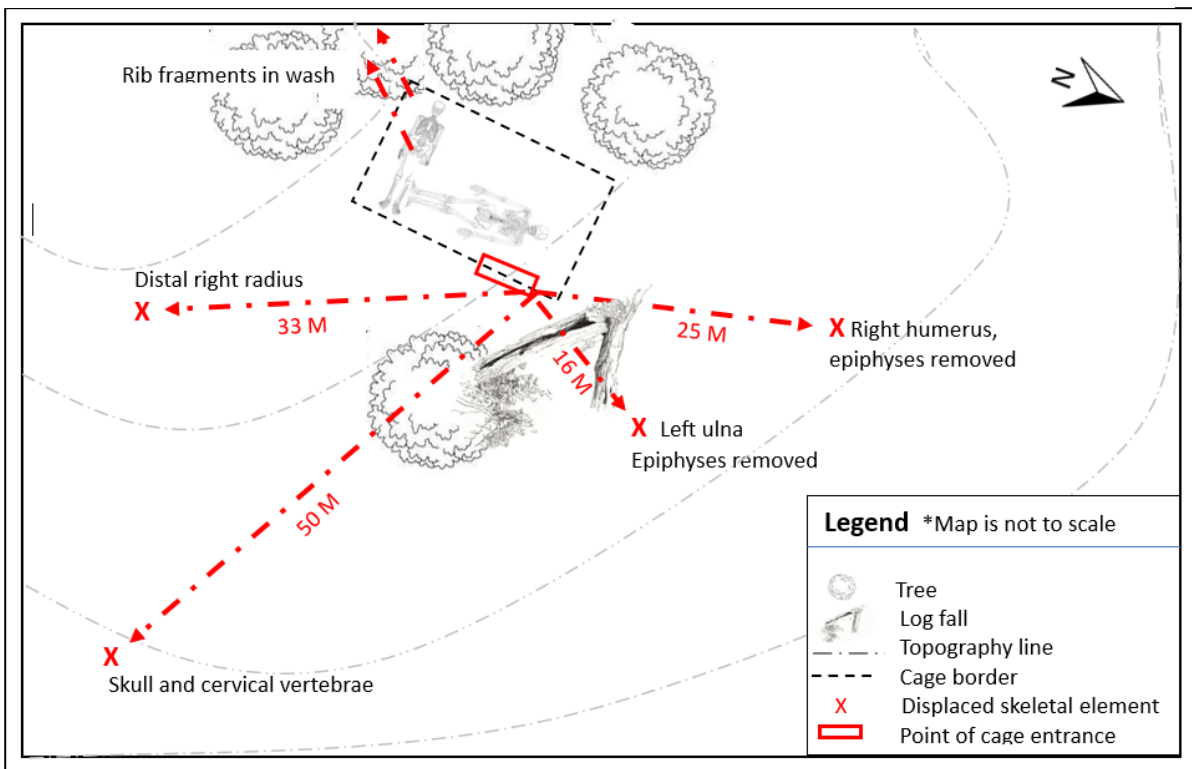 Rib fragments in wash
N
Distal right radius
X
33 M
25 M
X Right humerus,
epiphyses removed
16 M
X Left ulna
Epiphyses removed
50 M
X
Skull and cervical vertebrae
Legend *Map is not to scale
Tree
Log fall
Topography line
Cage border
X Displaced skeletal element
Point of cage entrance